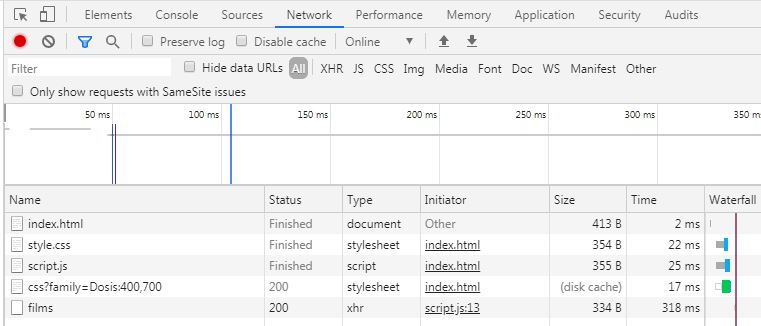 Elements Console Sources Network Performance Memory Application Security Audits
Preserve log Disable cache Online
Filter Hide data URLs All XHR JS CSS Img Media Font Doc WS Manifest Other
Only show requests with SameSite issues
50 ms 100 ms 150 ms 200 ms 250 ms 300 ms 350 ms
Name Status Type Initiator Size Time Waterfall
index.html Finished document Other 413 B 2 ms
style.css Finished stylesheet index.html 354 B 22 ms
script.js Finished script index.html 355 B 25 ms
css?family=Dosis:400,700 200 stylesheet index.html (disk cache) 17 ms
films 200 xhr script.js:13 334 B 318 ms